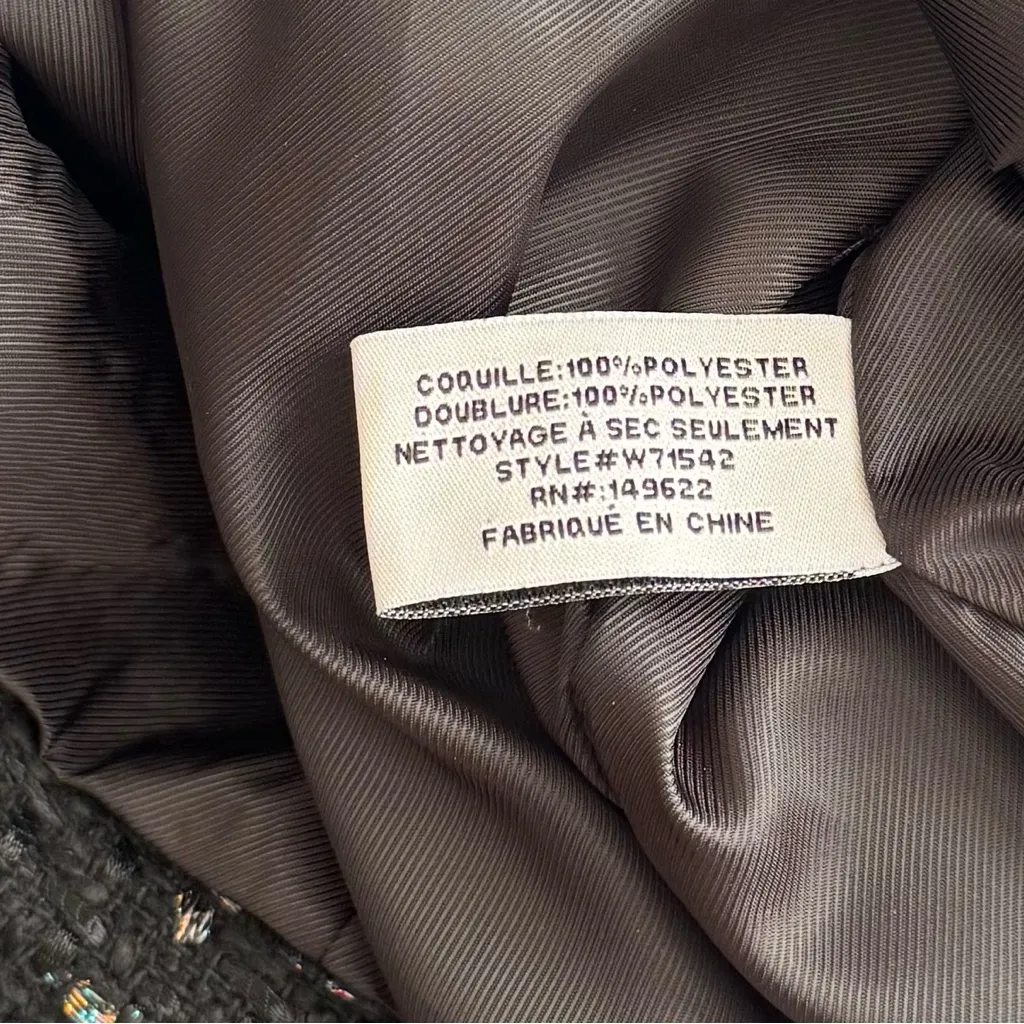 COQUILLE:100%POLYESTER
DOUBLURE:100%POLYESTER
NETTOYAGE À SEC SEULEMENT
STYLE#W71542
RN#:149622
FABRIQUÉ EN CHINE